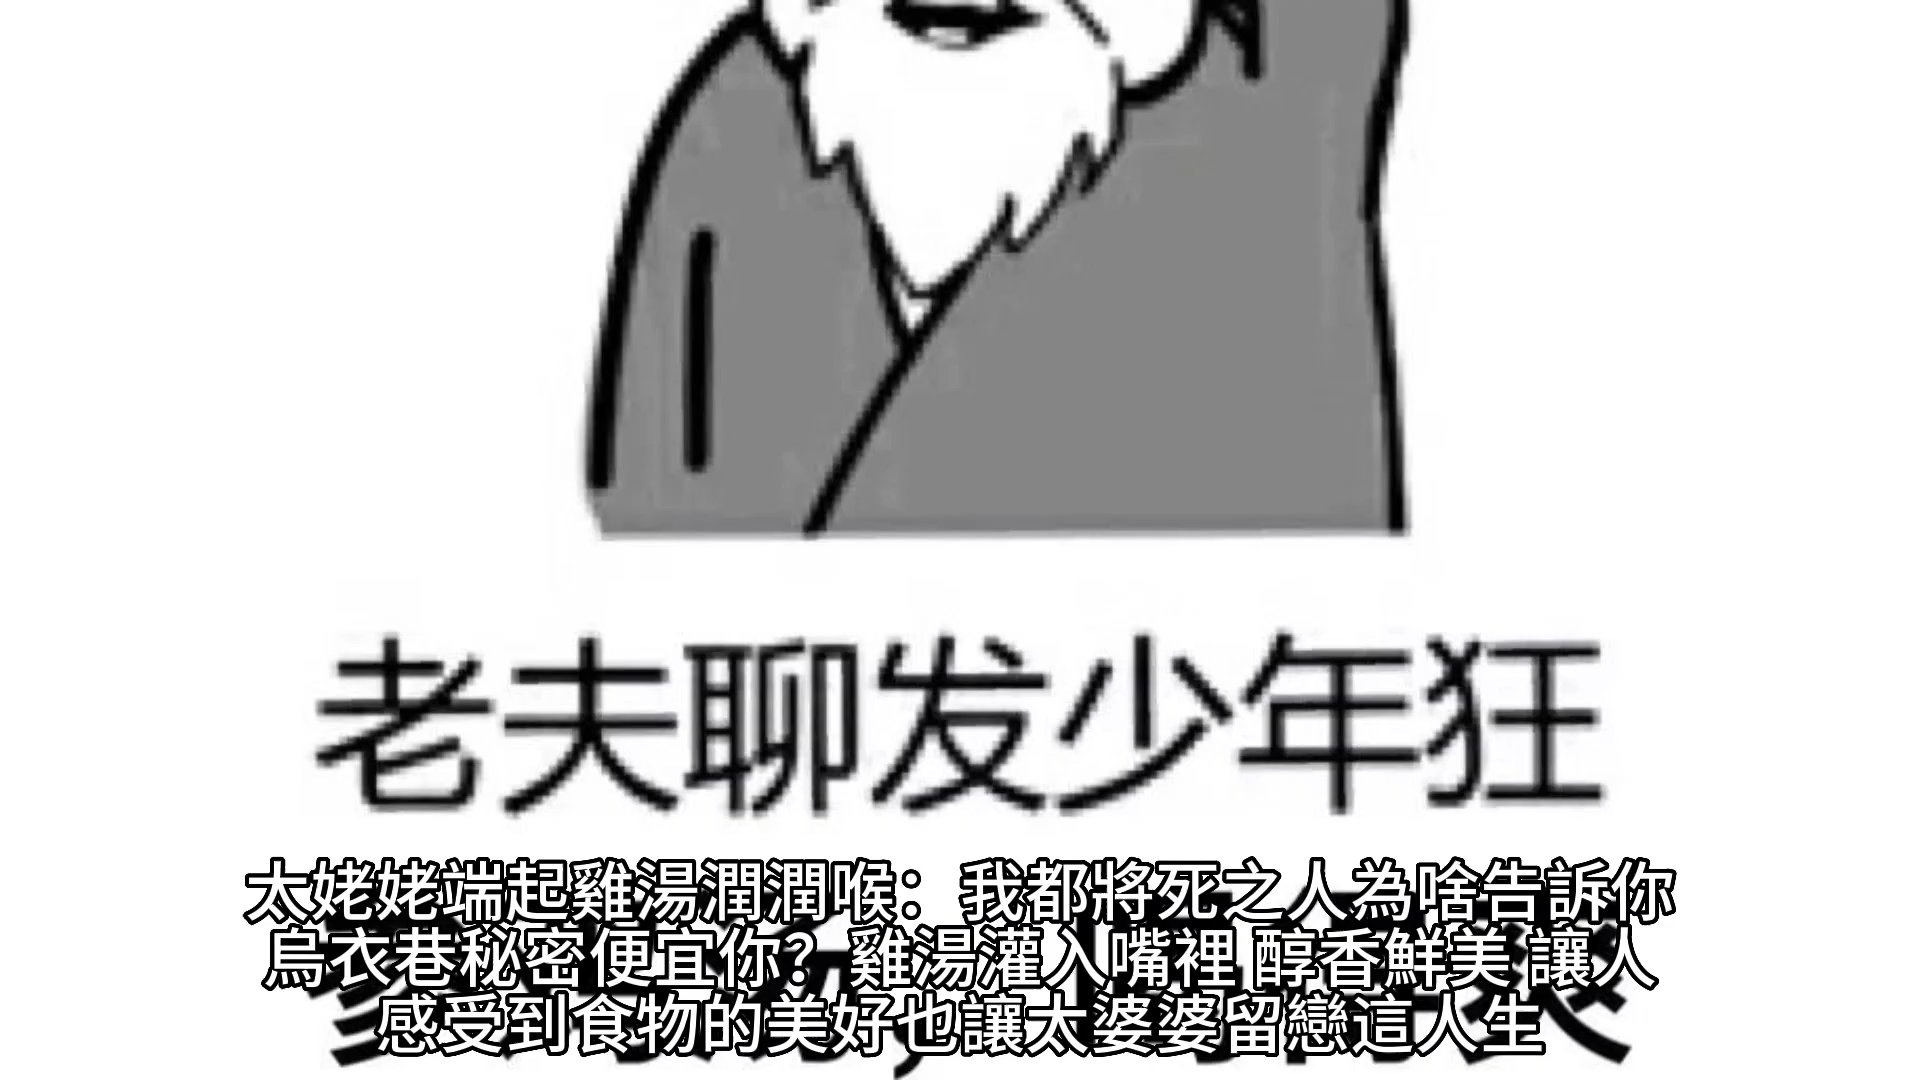 老夫聊发少年狂
太姥姥端起雞湯潤潤喉：我都將死之人為啥告訴你
烏衣巷秘密便宜你？雞湯灌入嘴裡 醇香鮮美 讓人
感受到食物的美好也讓太婆婆留戀這人生